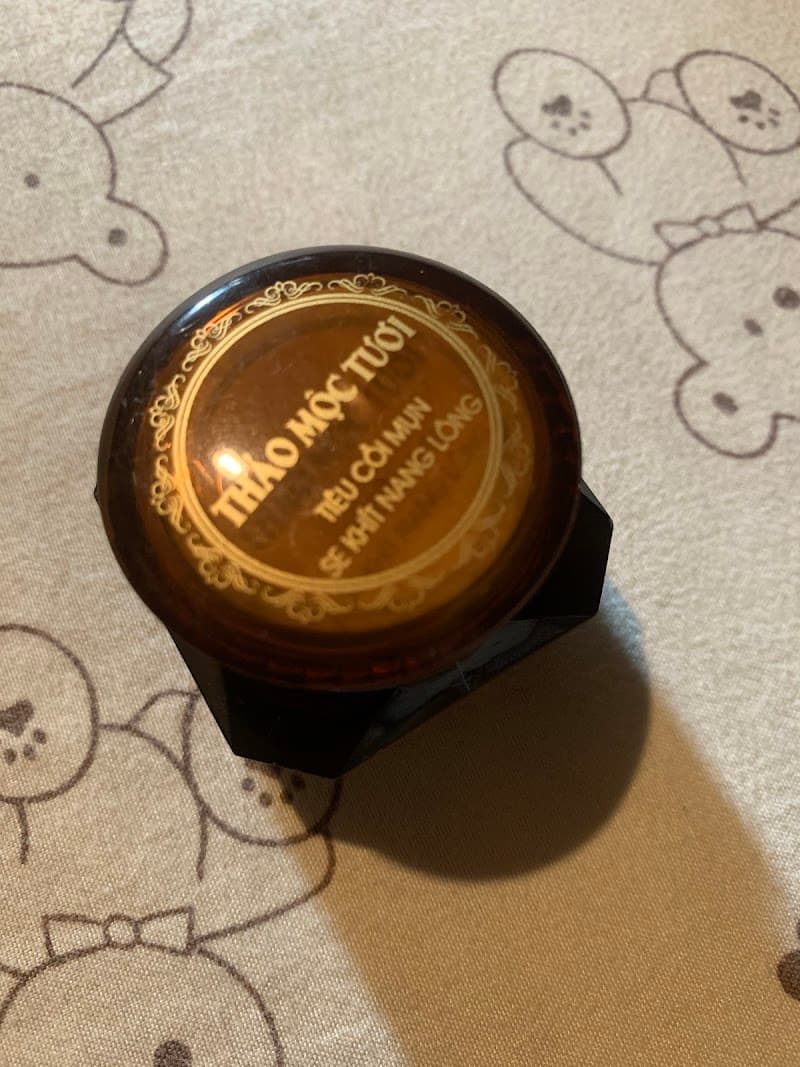 THẢO MỘC TƯƠI
TIÊU CỒI MỤN
SE KHÍT NANG LÔNG